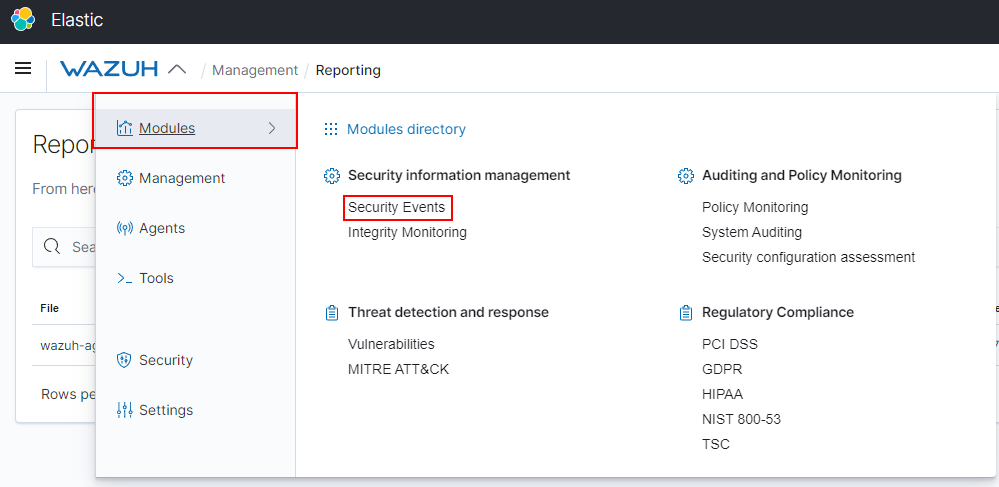 Elastic
WAZUH / Management / Reporting
Repor
From here
Sea
File
wazuh-ag
Rows pe
Modules
Management
Agents
Tools
Security
Settings
Modules directory
Security information management
Security Events
Integrity Monitoring
Auditing and Policy Monitoring
Policy Monitoring
System Auditing
Security configuration assessment
Threat detection and response
Vulnerabilities
MITRE ATT&CK
Regulatory Compliance
PCI DSS
GDPR
HIPAA
NIST 800-53
TSC